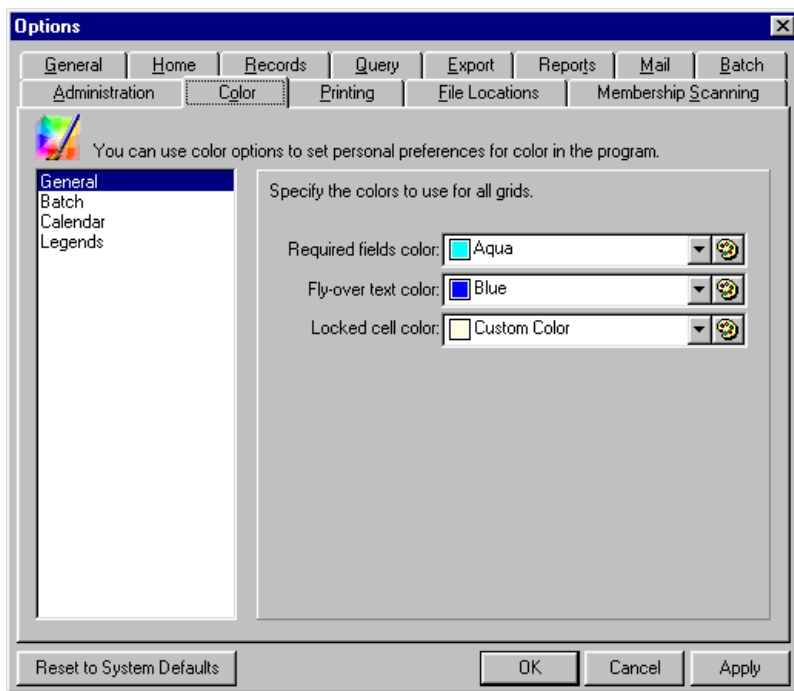 Options
General Home Records Query Export Reports Mail Batch
Administration Color Printing File Locations Membership Scanning
You can use color options to set personal preferences for color in the program.
General
Batch
Calendar
Legends
Specify the colors to use for all grids.
Required fields color: Aqua
Fly-over text color: Blue
Locked cell color: Custom Color
Reset to System Defaults OK Cancel Apply